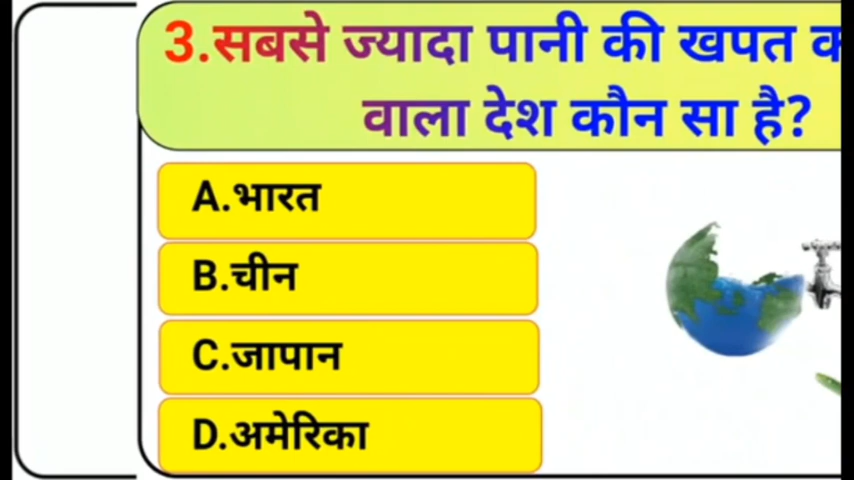 3.सबसे ज्यादा पानी की खपत
वाला देश कौन सा है?
A.भारत
B.चीन
C.जापान
D.अमेरिका